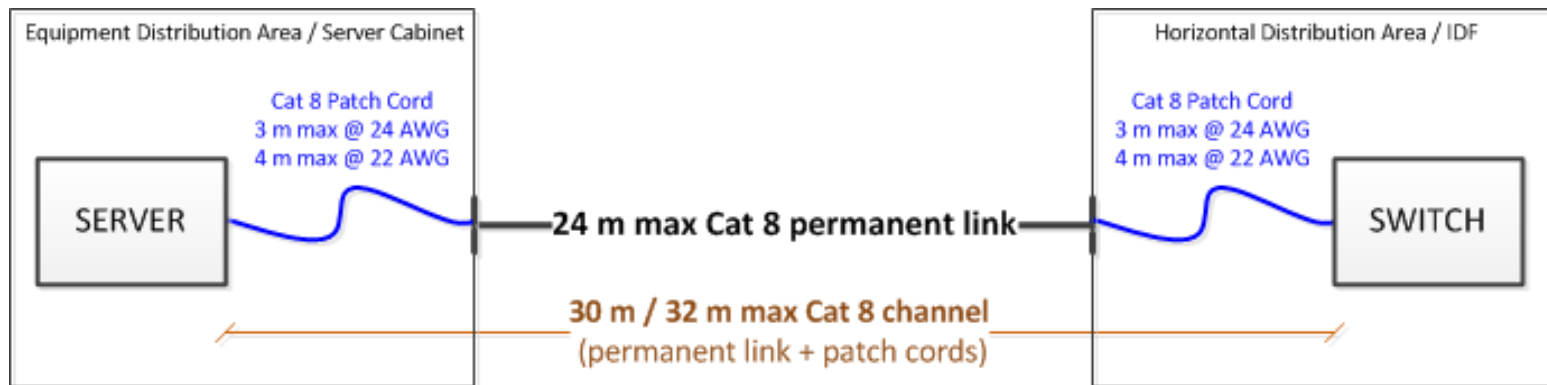 Equipment Distribution Area / Server Cabinet
Cat 8 Patch Cord
3 m max @ 24 AWG
4 m max @ 22 AWG
SERVER
24 m max Cat 8 permanent link
30 m / 32 m max Cat 8 channel
(permanent link + patch cords)
Horizontal Distribution Area / IDF
Cat 8 Patch Cord
3 m max @ 24 AWG
4 m max @ 22 AWG
SWITCH